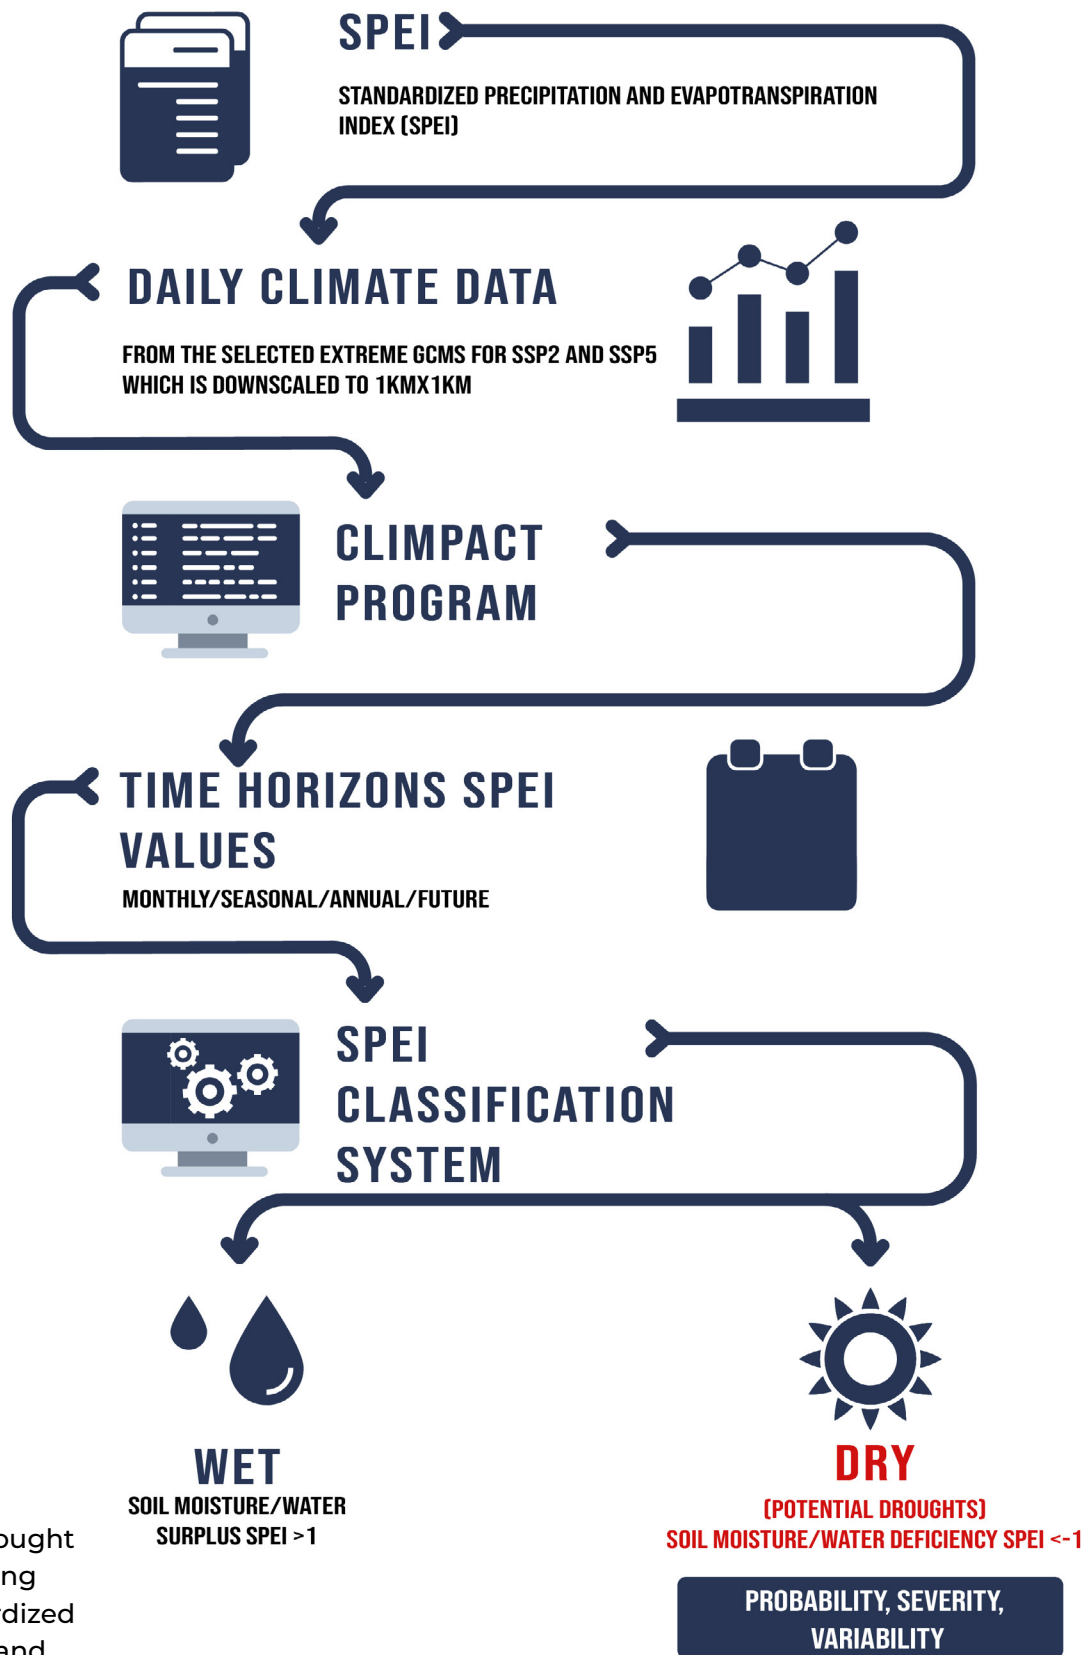 SPEI
STANDARDIZED PRECIPITATION AND EVAPOTRANSPIRATION
INDEX (SPEI)
DAILY CLIMATE DATA
FROM THE SELECTED EXTREME GCMS FOR SSP2 AND SSP5
WHICH IS DOWNSCALED TO 1KMX1KM
CLIMPACT
PROGRAM
TIME HORIZONS SPEI
VALUES
MONTHLY/SEASONAL/ANNUAL/FUTURE
SPEI
CLASSIFICATION
SYSTEM
WET
SOIL MOISTURE/WATER
SURPLUS SPEI >1
DRY
(POTENTIAL DROUGHTS)
SOIL MOISTURE/WATER DEFICIENCY SPEI <-1
PROBABILITY, SEVERITY,
VARIABILITY
and